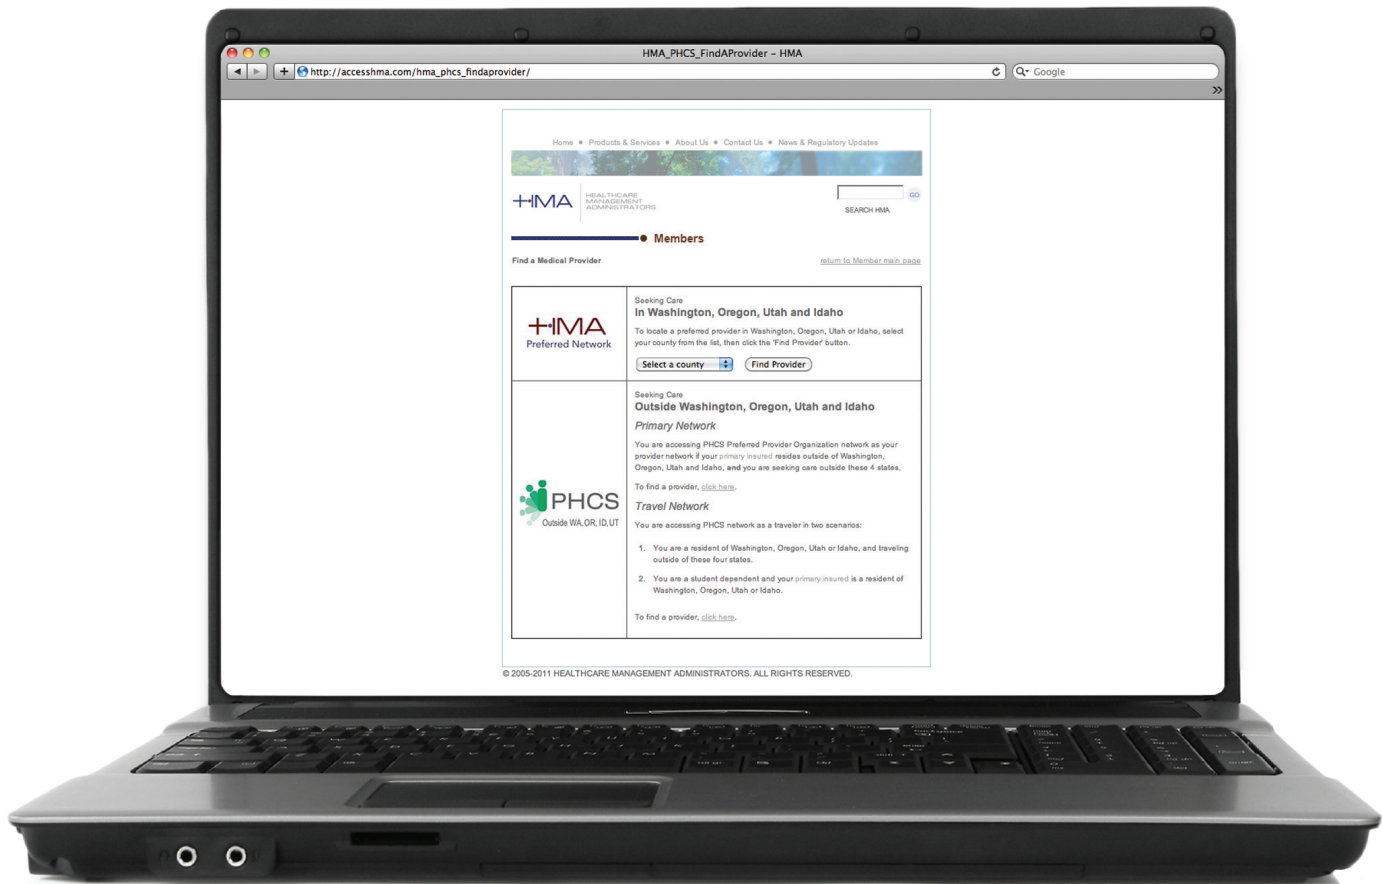 HMA_PHCS_FindAProvider – HMA
http://accesshma.com/hma_phcs_findaprovider/
Google
Home • Products & Services • About Us • Contact Us • News & Regulatory Updates
HMA
HEALTHCARE
MANAGEMENT
ADMINISTRATORS
GO
SEARCH HMA
Members
Find a Medical Provider
return to Member main page
HMA
Preferred Network
Seeking Care
In Washington, Oregon, Utah and Idaho
To locate a preferred provider in Washington, Oregon, Utah or Idaho, select
your county from the list, then click the 'Find Provider' button.
Select a county
Find Provider
PHCS
Outside WA, OR, ID, UT
Seeking Care
Outside Washington, Oregon, Utah and Idaho
Primary Network
You are accessing PHCS Preferred Provider Organization network as your
provider network if your primary insured resides outside of Washington,
Oregon, Utah and Idaho, and you are seeking care outside these 4 states.
To find a provider, click here.
Travel Network
You are accessing PHCS network as a traveler in two scenarios:
1. You are a resident of Washington, Oregon, Utah or Idaho, and traveling
outside of these four states.
2. You are a student dependent and your primary insured is a resident of
Washington, Oregon, Utah or Idaho.
To find a provider, click here.
© 2005-2011 HEALTHCARE MANAGEMENT ADMINISTRATORS. ALL RIGHTS RESERVED.